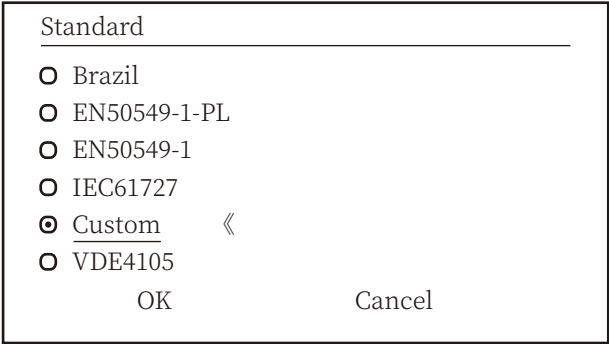 Standard
Brazil
EN50549-1-PL
EN50549-1
IEC61727
Custom 《
VDE4105
OK Cancel